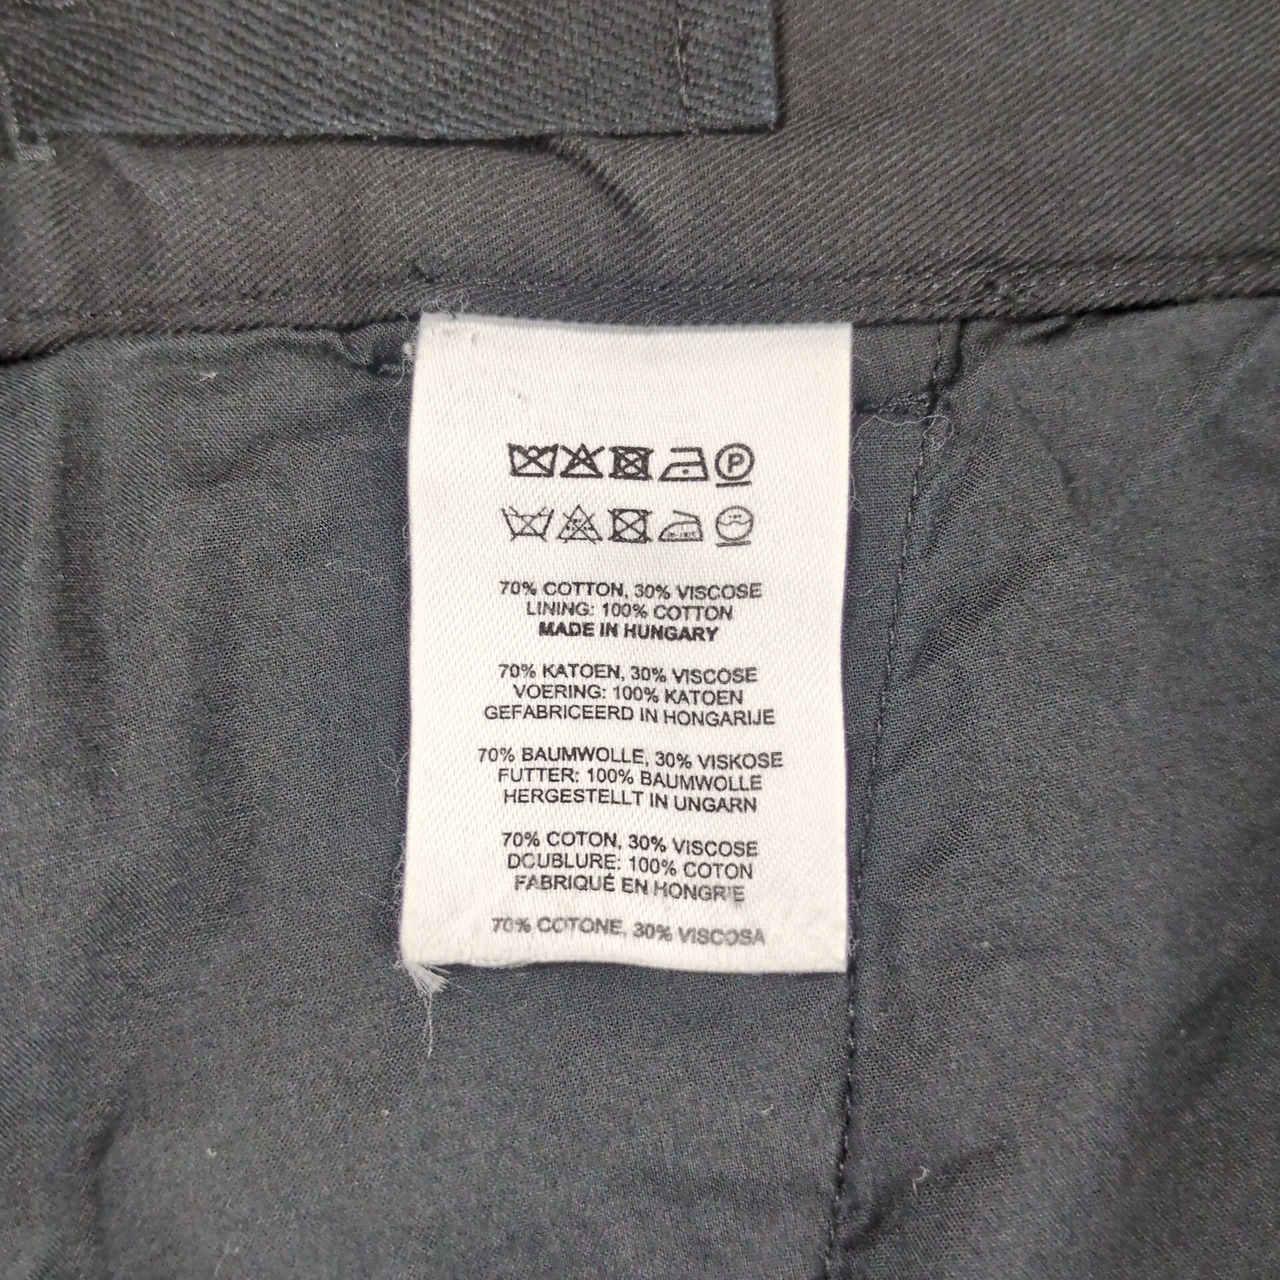 P
70% COTTON, 30% VISCOSE
LINING: 100% COTTON
MADE IN HUNGARY
70% KATOEN, 30% VISCOSE
VOERING: 100% KATOEN
GEFABRICEERD IN HONGARIJE
70% BAUMWOLLE, 30% VISKOSE
FUTTER: 100% BAUMWOLLE
HERGESTELLT IN UNGARN
70% COTON, 30% VISCOSE
DOUBLURE: 100% COTON
FABRIQUÉ EN HONGRIE
70% COTONE, 30% VISCOSA